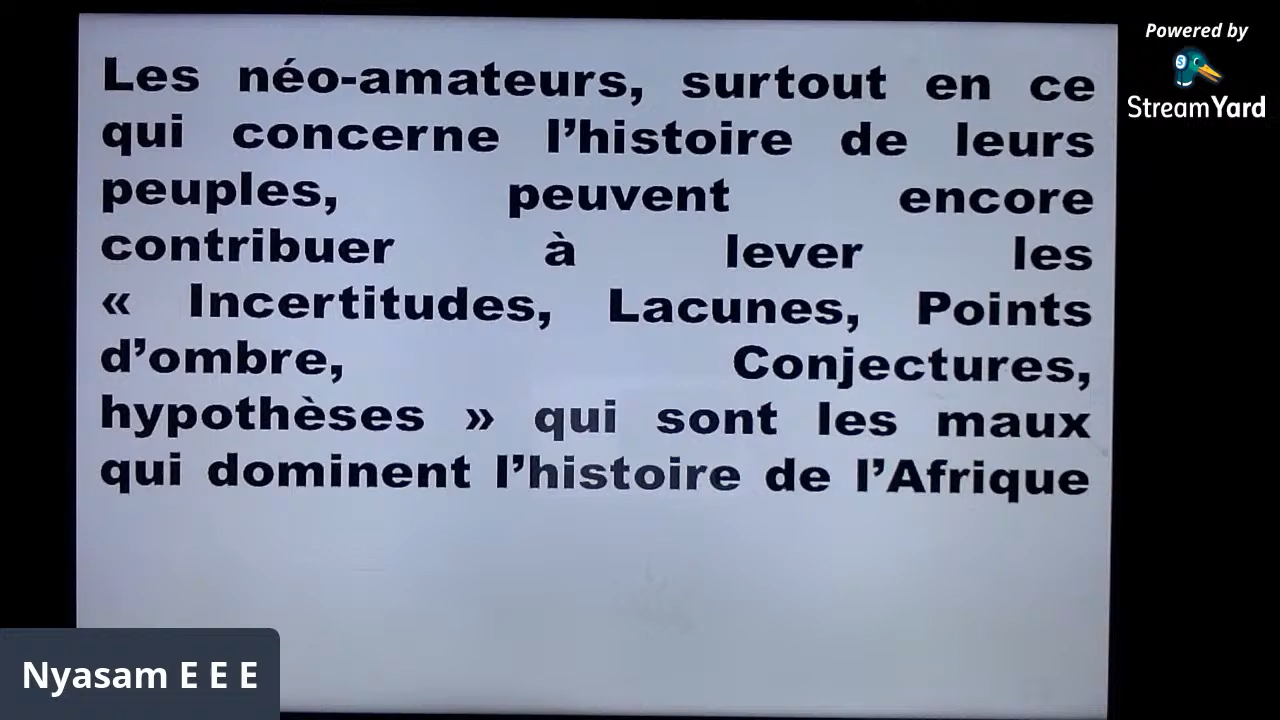 Les néo-amateurs, surtout en ce
qui concerne l’histoire de leurs
peuples, peuvent encore
contribuer à lever les
« Incertitudes, Lacunes, Points
d’ombre, Conjectures,
hypothèses » qui sont les maux
qui dominent l’histoire de l’Afrique
Powered by
StreamYard
Nyasam E E E